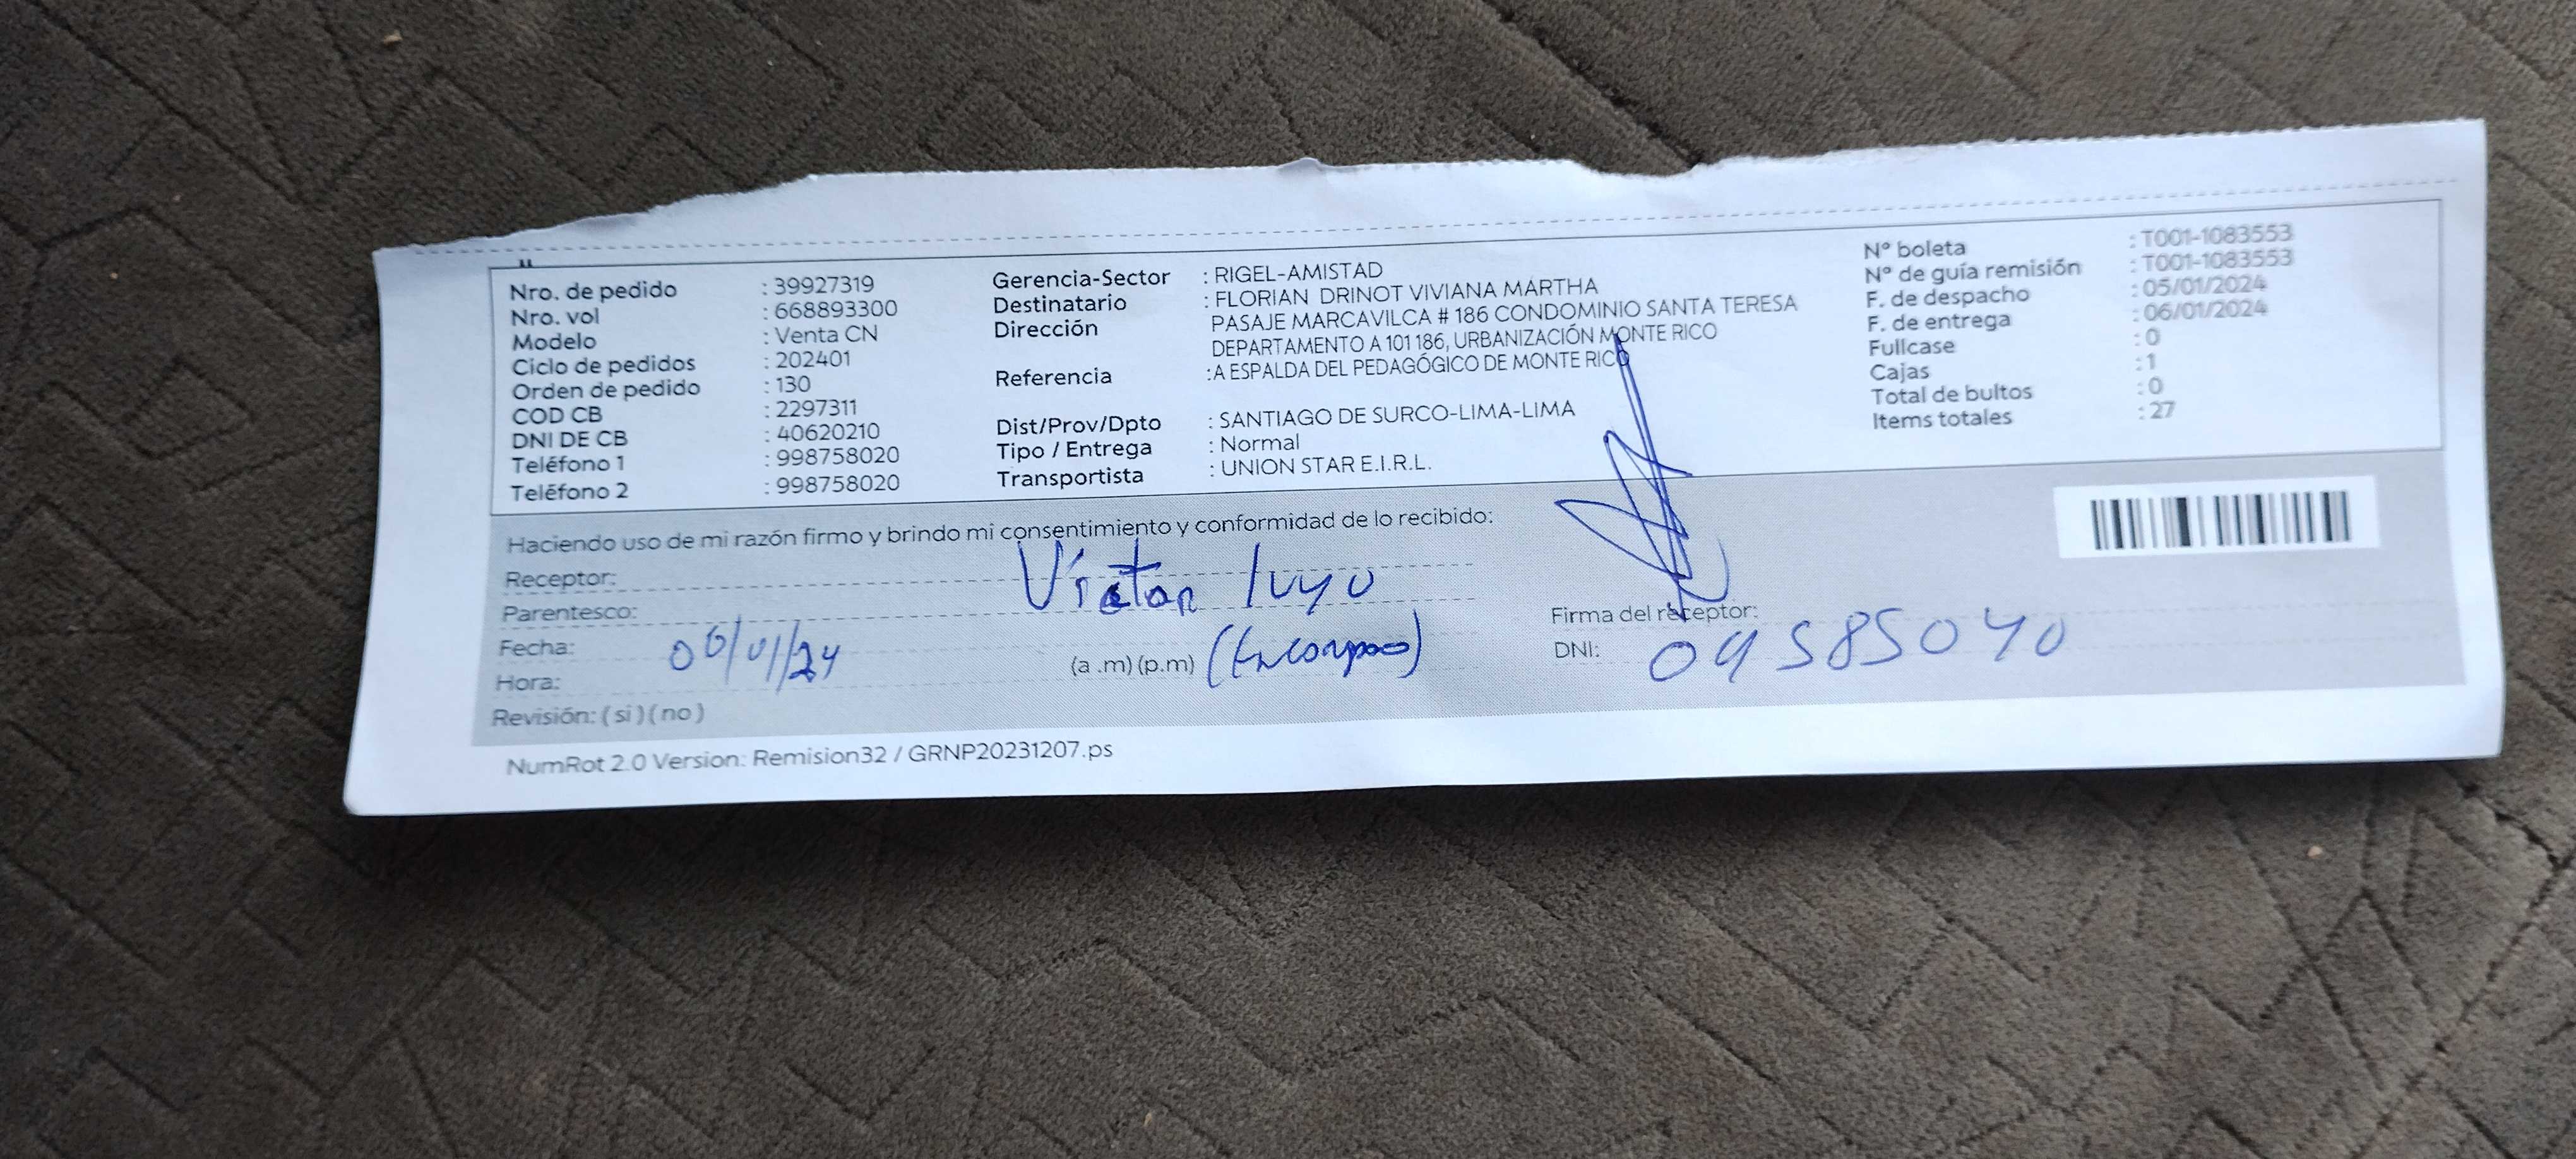 Nro. de pedido : 39927319
Nro. vol : 668893300
Modelo : Venta CN
Ciclo de pedidos : 202401
Orden de pedido : 130
COD CB : 2297311
DNI DE CB : 40620210
Teléfono 1 : 998758020
Teléfono 2 : 998758020
Gerencia-Sector : RIGEL-AMISTAD
Destinatario : FLORIAN DRINOT VIVIANA MARTHA
Dirección PASAJE MARCAVILCA # 186 CONDOMINIO SANTA TERESA
DEPARTAMENTO A 101 186, URBANIZACIÓN MONTE RICO
Referencia :A ESPALDA DEL PEDAGÓGICO DE MONTE RICO
Dist/Prov/Dpto : SANTIAGO DE SURCO-LIMA-LIMA
Tipo / Entrega : Normal
Transportista : UNION STAR E.I.R.L.
Nº boleta : T001-1083553
Nº de guía remisión : T001-1083553
F. de despacho : 05/01/2024
F. de entrega : 06/01/2024
Fullcase : 0
Cajas : 1
Total de bultos : 0
Items totales : 27
Haciendo uso de mi razón firmo y brindo mi consentimiento y conformidad de lo recibido:
Receptor: Víctor
Parentesco:
Fecha: 06/01/24
Hora: (a .m) (p.m)
Revisión: ( si ) ( no )
Firma del receptor:
DNI: 09585040
NumRot 2.0 Version: Remision32 / GRNP20231207.ps